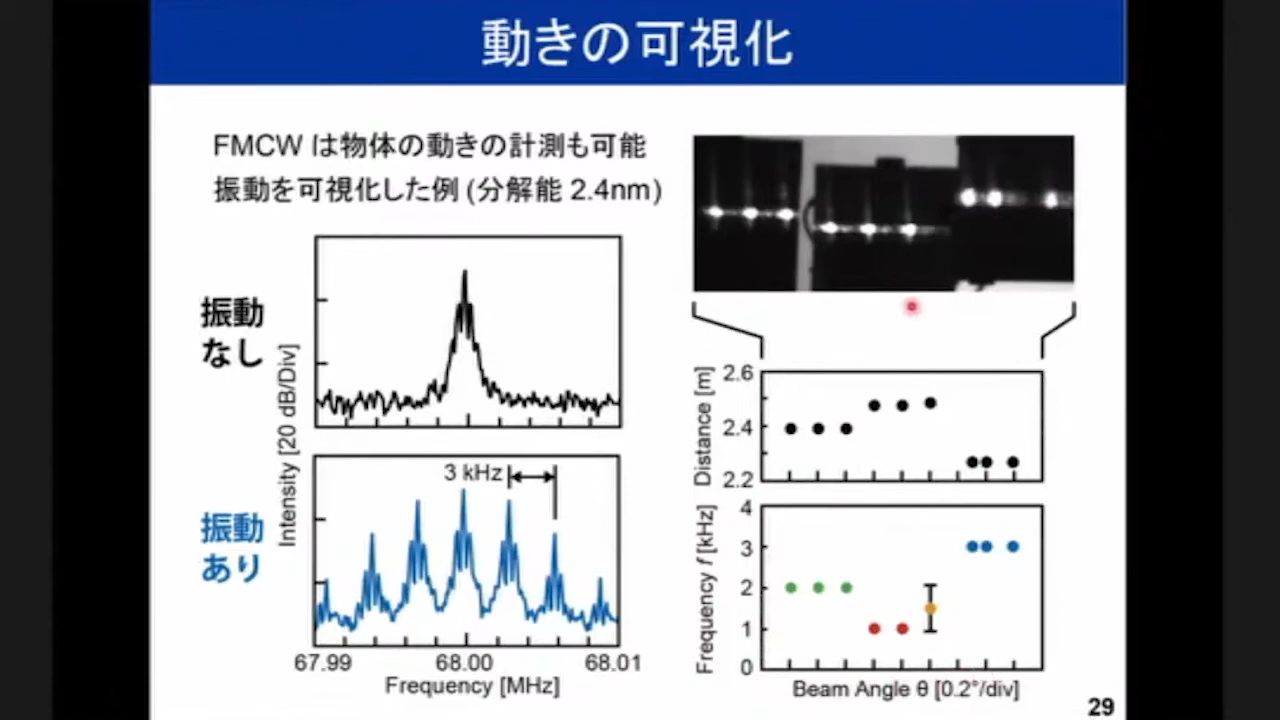 動きの可視化
FMCW は物体の動きの計測も可能
振動を可視化した例 (分解能 2.4nm)
振動
なし
振動
あり
Intensity [20 dB/Div]
3 kHz
67.99
68.00
68.01
Frequency [MHz]
Distance [m]
2.6
2.4
2.2
Frequency f [kHz]
4
3
2
1
0
Beam Angle θ [0.2°/div]
29